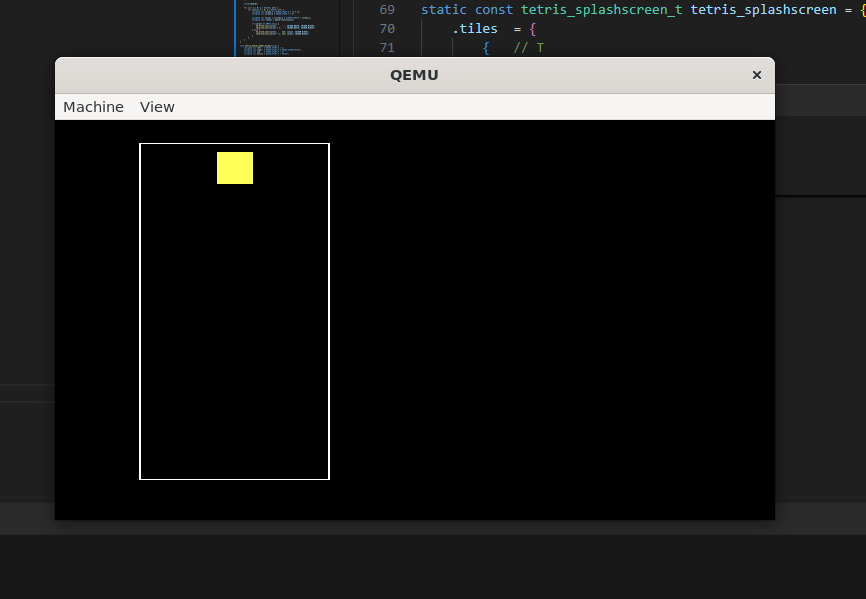 69 static const tetris_splashscreen_t tetris_splashscreen = {
70 .tiles = {
71 { // T
QEMU
Machine View